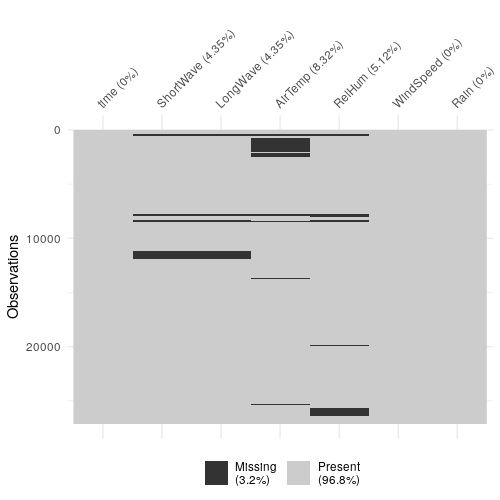 time (0%)
ShortWave (4.35%)
LongWave (4.35%)
AirTemp (8.32%)
RelHum (5.12%)
WindSpeed (0%)
Rain (0%)
0
10000
20000
Observations
Missing
(3.2%)
Present
(96.8%)